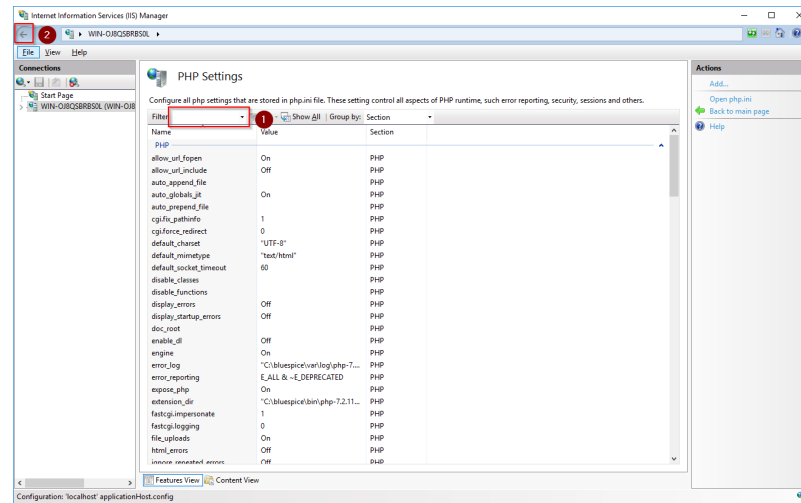 Internet Information Services (IIS) Manager
2
WIN-OJ8QSBRBS0L
File View Help
Connections
Start Page
WIN-OJ8QSBRBS0L (WIN-OJ8
PHP Settings
Configure all php settings that are stored in php.ini file. These setting control all aspects of PHP runtime, such error reporting, security, sessions and others.
Filter: 1 Show All Group by: Section
Name Value Section
PHP
allow_url_fopen On PHP
allow_url_include Off PHP
auto_append_file PHP
auto_globals_jit On PHP
auto_prepend_file PHP
cgi.fix_pathinfo 1 PHP
cgi.force_redirect 0 PHP
default_charset "UTF-8" PHP
default_mimetype "text/html" PHP
default_socket_timeout 60 PHP
disable_classes PHP
disable_functions PHP
display_errors Off PHP
display_startup_errors Off PHP
doc_root PHP
enable_dl Off PHP
engine On PHP
error_log "C:\bluespice\var\log\php-7.... PHP
error_reporting E_ALL & ~E_DEPRECATED PHP
expose_php On PHP
extension_dir "C:\bluespice\bin\php-7.2.11... PHP
fastcgi.impersonate 1 PHP
fastcgi.logging 0 PHP
file_uploads On PHP
html_errors Off PHP
ignore_repeated_errors Off PHP
Features View Content View
Actions
Add...
Open php.ini
Back to main page
Help
Configuration: 'localhost' applicationHost.config